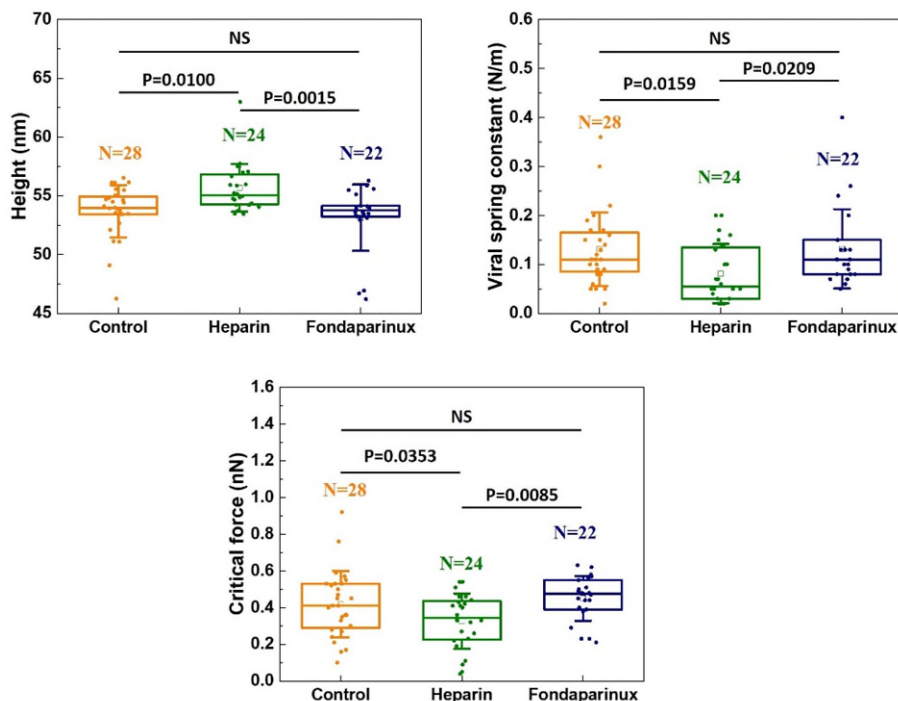 70
65
60
55
50
45
Height (nm)
NS
P=0.0100
P=0.0015
N=28
N=24
N=22
Control
Heparin
Fondaparinux
0.6
0.5
0.4
0.3
0.2
0.1
0.0
Viral spring constant (N/m)
NS
P=0.0159
P=0.0209
N=28
N=24
N=22
Control
Heparin
Fondaparinux
1.6
1.4
1.2
1.0
0.8
0.6
0.4
0.2
0.0
Critical force (nN)
NS
P=0.0353
P=0.0085
N=28
N=24
N=22
Control
Heparin
Fondaparinux